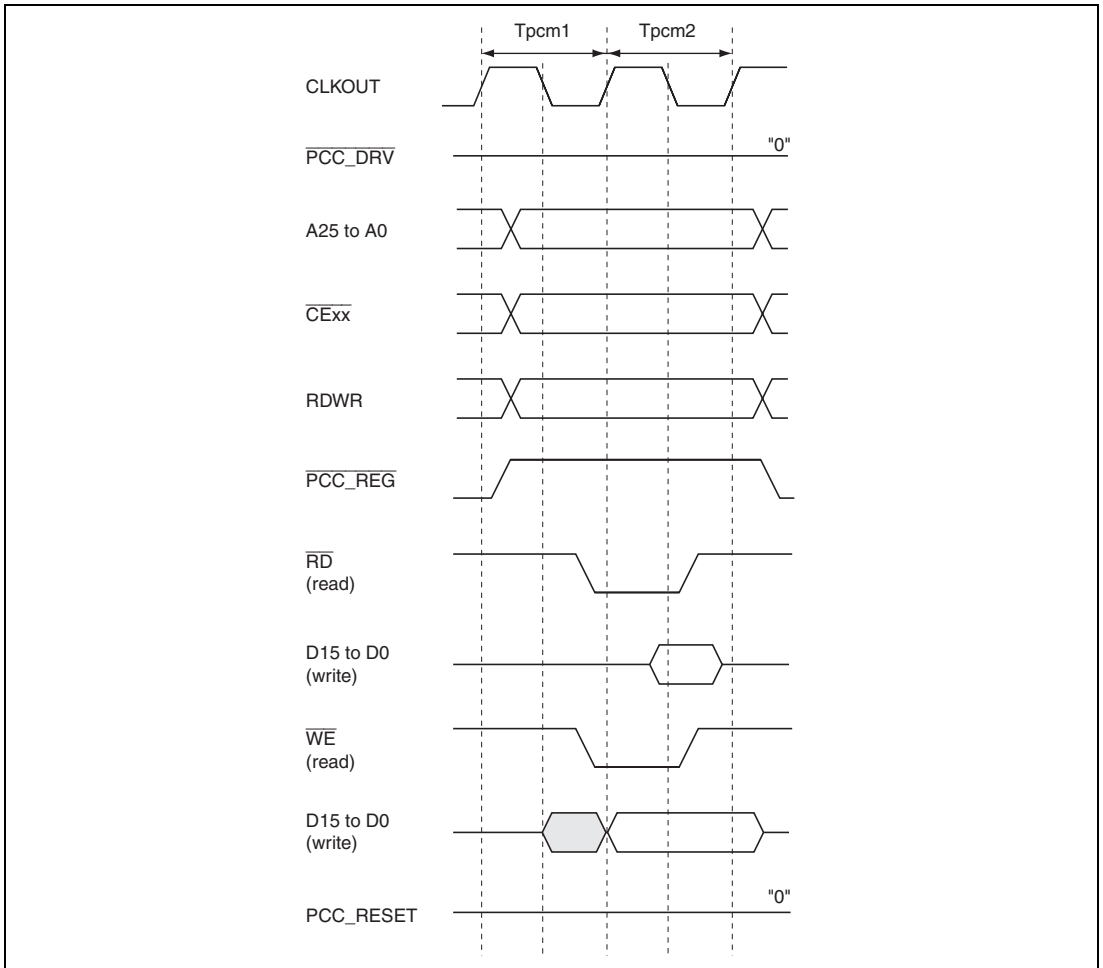 Tpcm1 Tpcm2
CLKOUT
PCC_DRV "0"
A25 to A0
CExx
RDWR
PCC_REG
RD
(read)
D15 to D0
(write)
WE
(read)
D15 to D0
(write)
PCC_RESET "0"